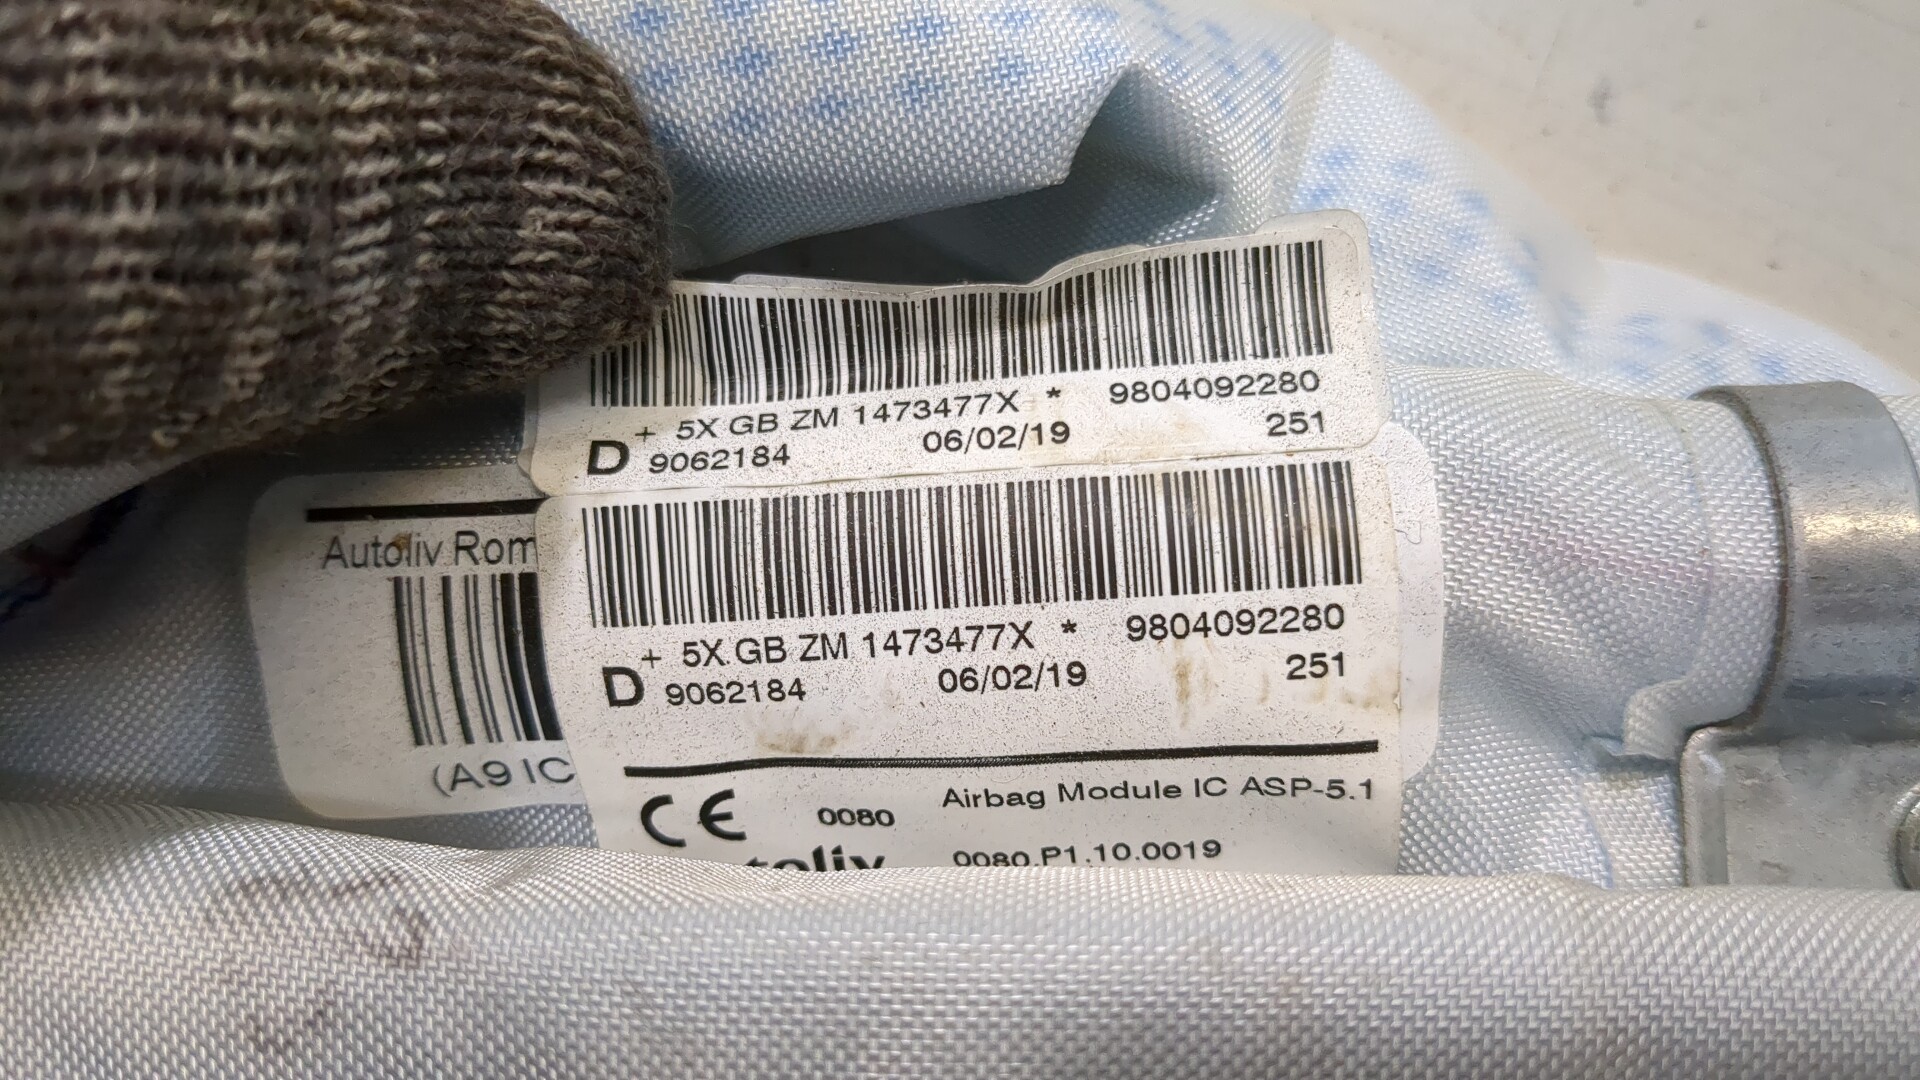 + 5X GB ZM 1473477X * 9804092280
D 9062184 06/02/19 251
Autoliv
+ 5X GB ZM 1473477X * 9804092280
D 9062184 06/02/19 251
(A9 IC
CE 0080 Airbag Module IC ASP-5.1
0080.P1.10.0019